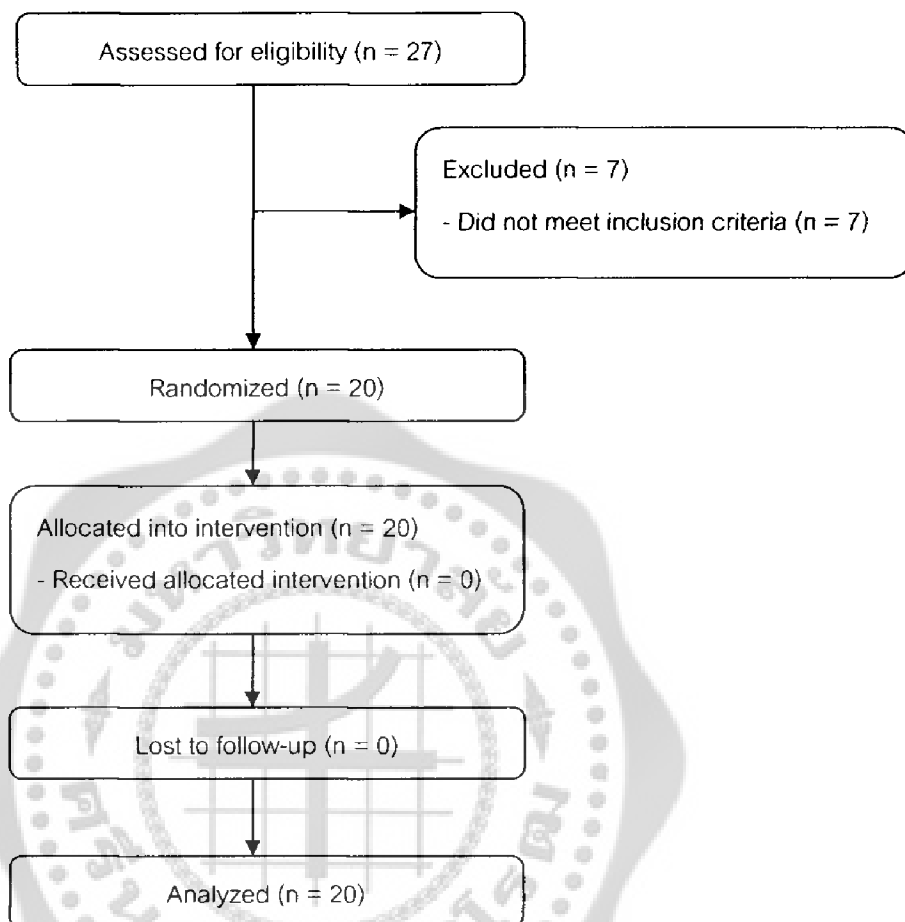 Assessed for eligibility (n = 27)
Excluded (n = 7)
- Did not meet inclusion criteria (n = 7)
Randomized (n = 20)
Allocated into intervention (n = 20)
- Received allocated intervention (n = 0)
Lost to follow-up (n = 0)
Analyzed (n = 20)